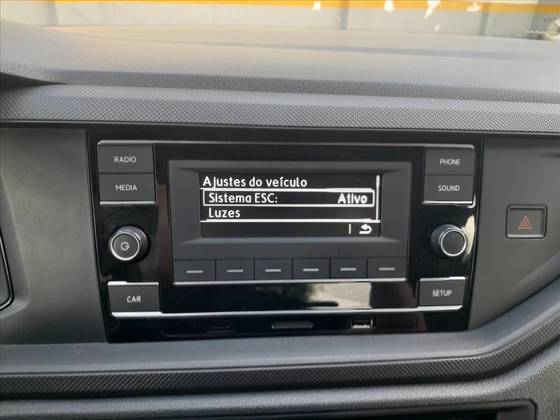 RADIO
MEDIA
Ajustes do veículo
Sistema ESC: Ativo
Luzes
PHONE
SOUND
CAR
SETUP